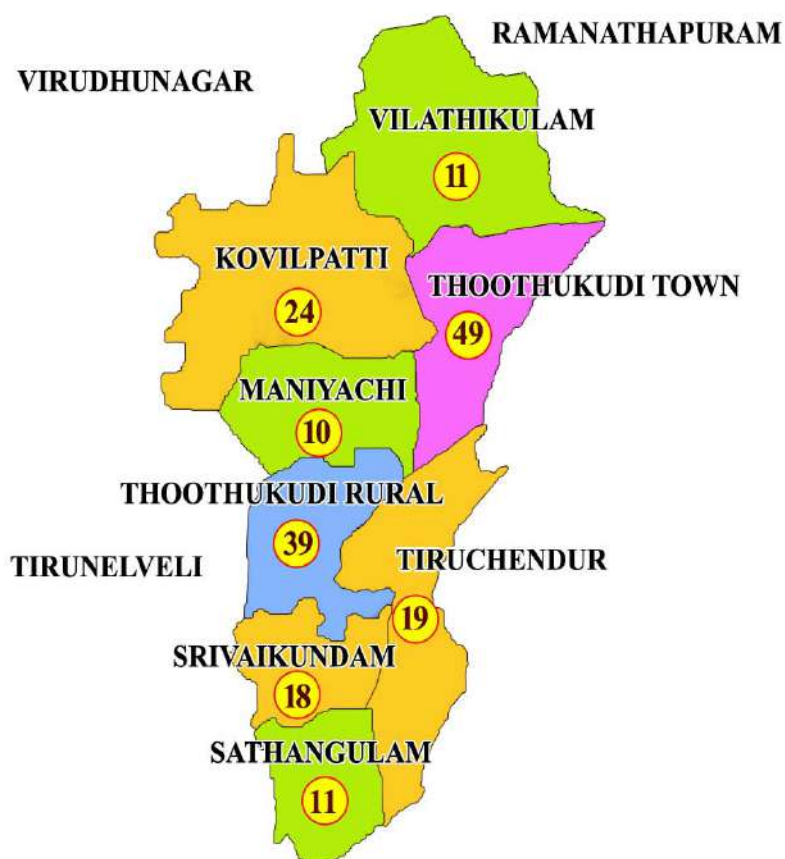 RAMANATHAPURAM
VIRUDHUNAGAR
VILATHIKULAM
11
KOVILPATTI
24
THOOTHUKUDI TOWN
49
MANIYACHI
10
THOOTHUKUDI RURAL
39
TIRUNELVELI
TIRUCHENDUR
19
SRIVAIKUNDAM
18
SATHANGULAM
11